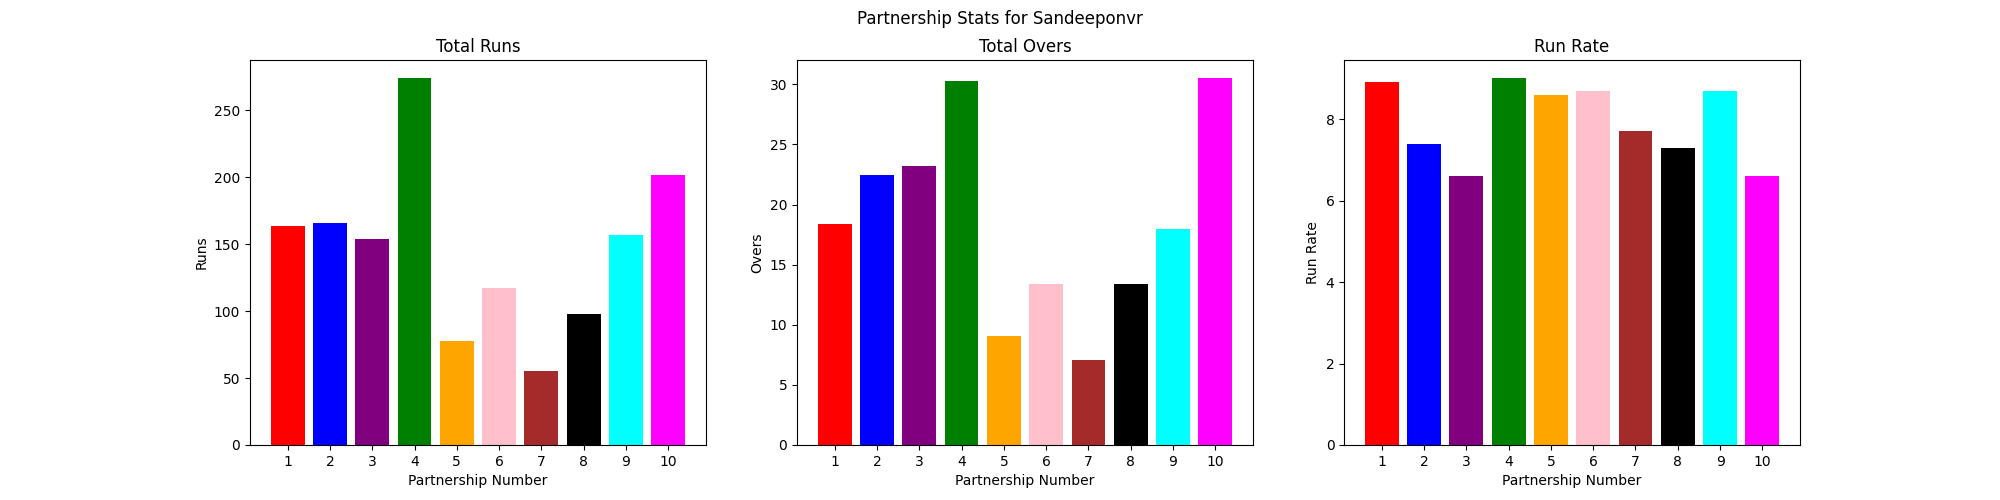 Partnership Stats for Sandeeponvr
Total Runs
Runs
250
200
150
100
50
0
1 2 3 4 5 6 7 8 9 10
Partnership Number
Total Overs
Overs
30
25
20
15
10
5
0
1 2 3 4 5 6 7 8 9 10
Partnership Number
Run Rate
Run Rate
8
6
4
2
0
1 2 3 4 5 6 7 8 9 10
Partnership Number